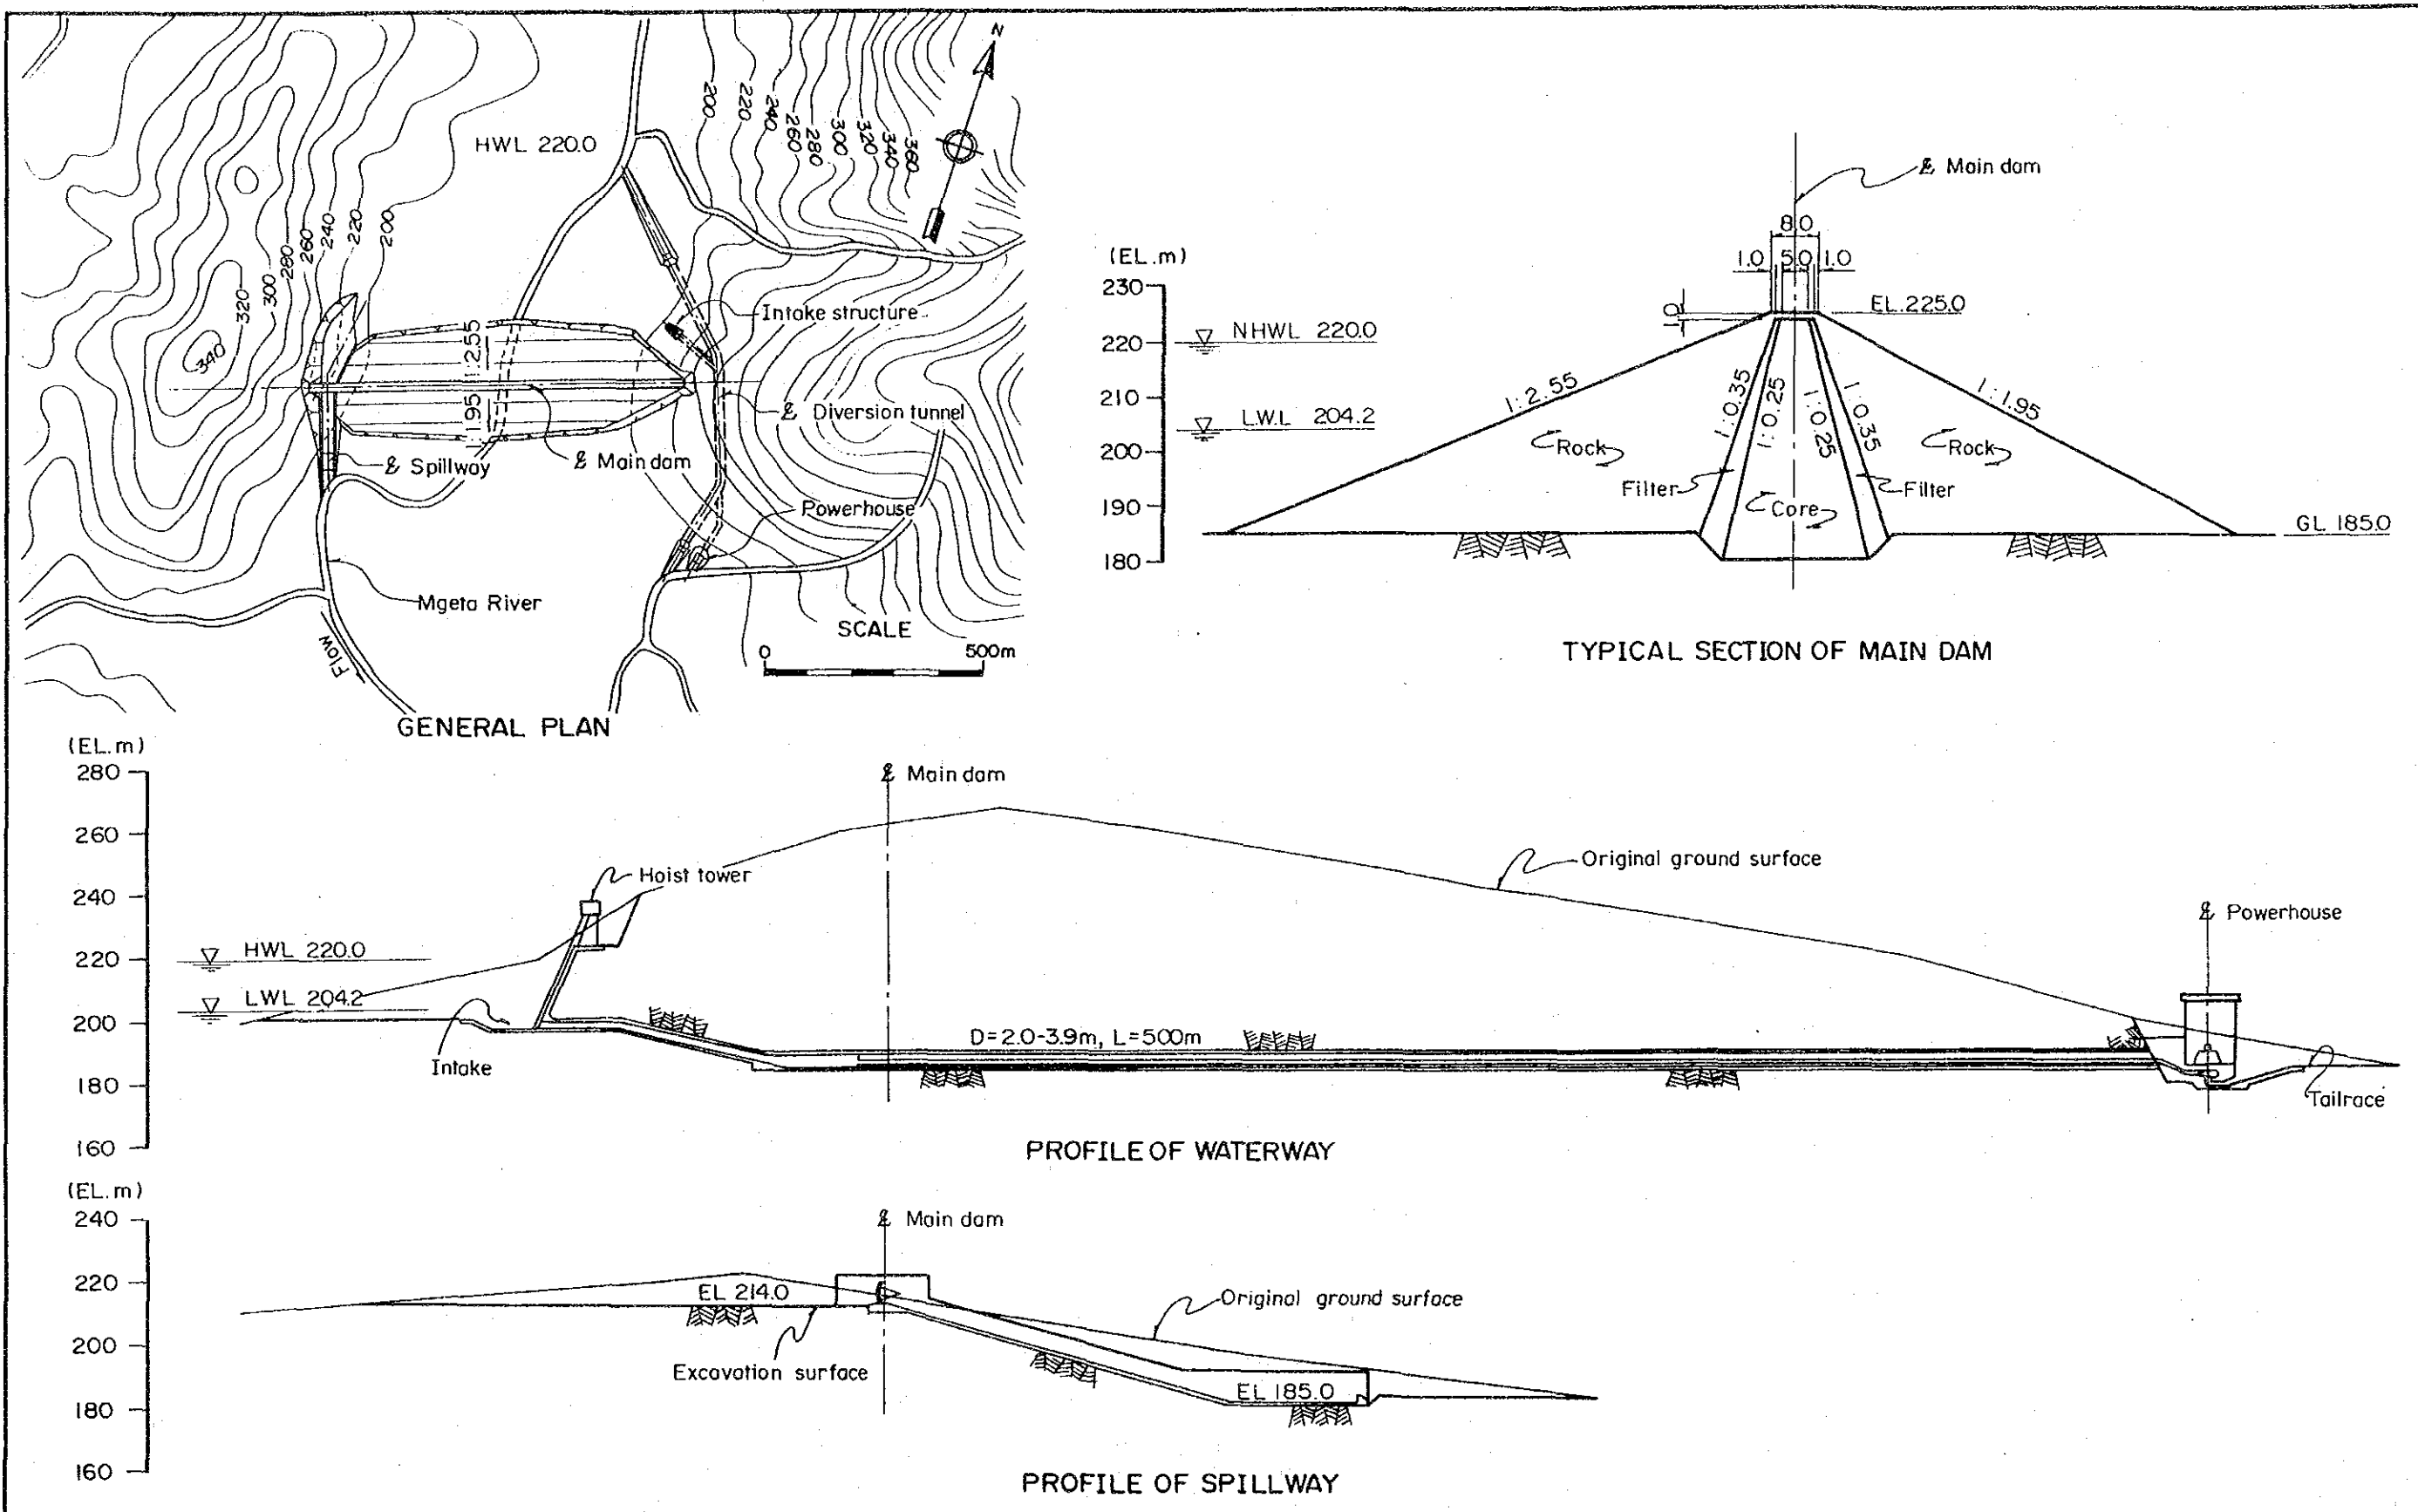 N
HWL 220.0
200
220
240
260
280
300
320
340
360
200
220
240
260
280
300
320
340
1:2.55
1:1.95
Intake structure
℄ Diversion tunnel
℄ Spillway
℄ Main dam
Powerhouse
Mgeta River
Flow
SCALE
0 500m
GENERAL PLAN
℄ Main dam
8.0
1.0 5.0 1.0
1.0
(EL.m)
230
220
210
200
190
180
NHWL 220.0
L.W.L 204.2
EL.225.0
1:2.55
1:0.35
1:0.25
1:0.25
1:0.35
1:1.95
Rock
Rock
Filter
Filter
Core
GL 185.0
TYPICAL SECTION OF MAIN DAM
(EL.m)
280
260
240
220
200
180
160
℄ Main dam
Hoist tower
Original ground surface
℄ Powerhouse
HWL 220.0
LWL 204.2
Intake
D=2.0-3.9m, L=500m
Tailrace
PROFILE OF WATERWAY
(EL.m)
240
220
200
180
160
℄ Main dam
EL 214.0
Original ground surface
Excavation surface
EL 185.0
PROFILE OF SPILLWAY